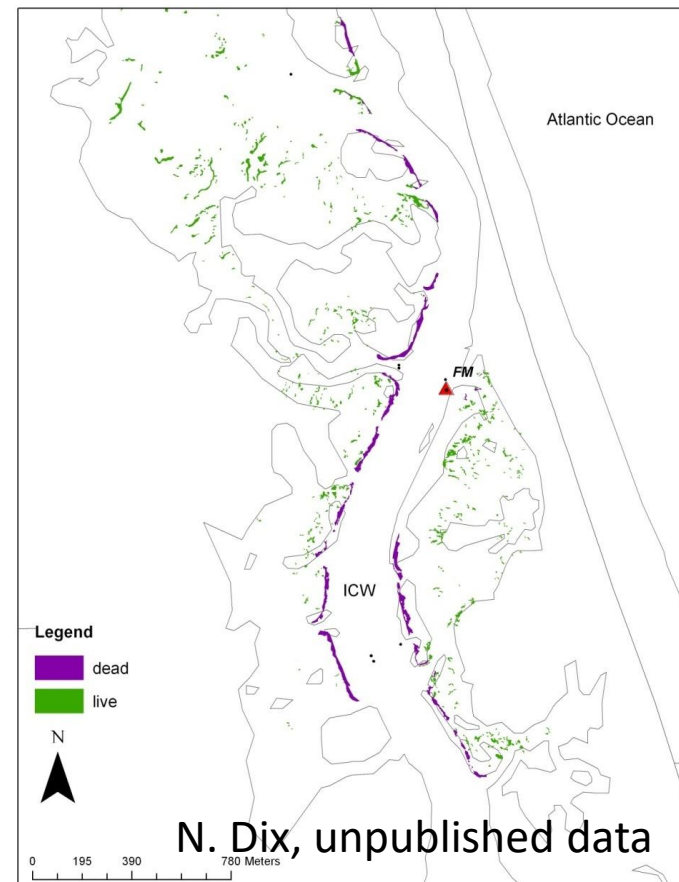 Atlantic Ocean
FM
ICW
Legend
dead
live
N
N. Dix, unpublished data
0 195 390 780 Meters